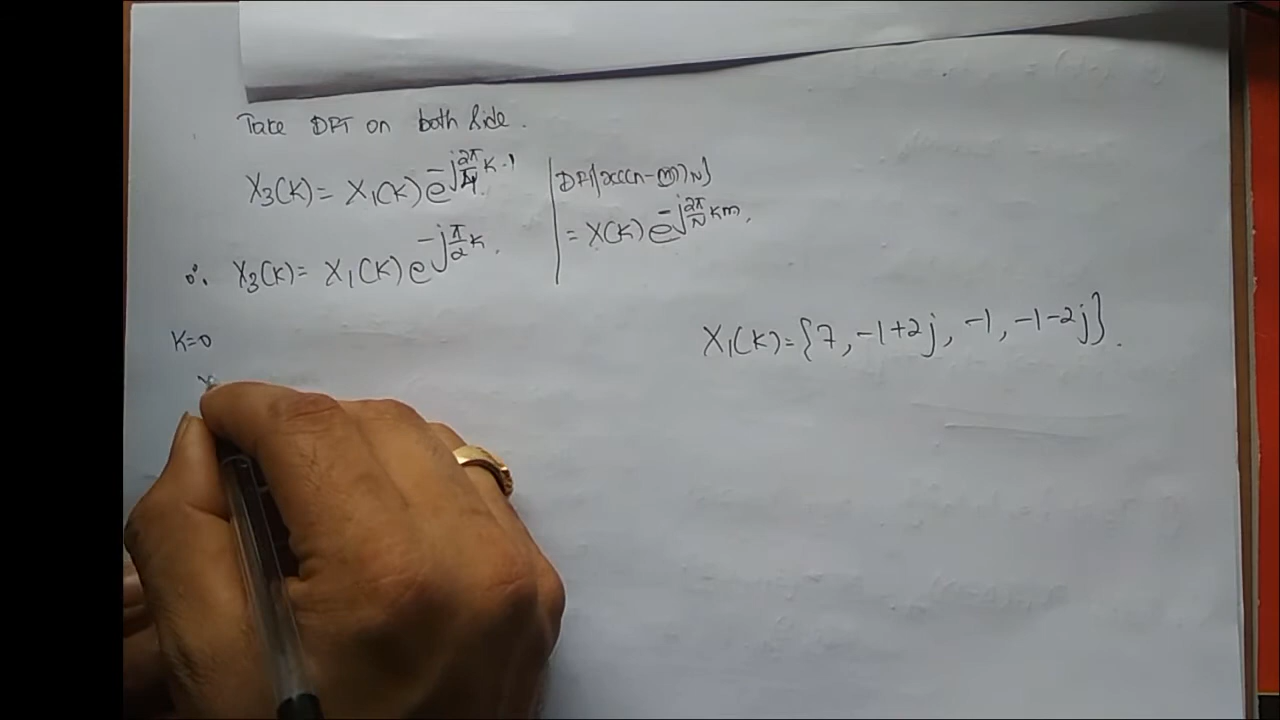 Take DFT on both side.
X₃(K) = X₁(K) e^{-j 2π/4 K·1}
DFT{x((n-m))N}
= X(K) e^{-j 2π/N Km},
∴ X₃(K) = X₁(K) e^{-j π/2 K}.
X₁(K) = {7, -1+2j, -1, -1-2j}.
K=0
X